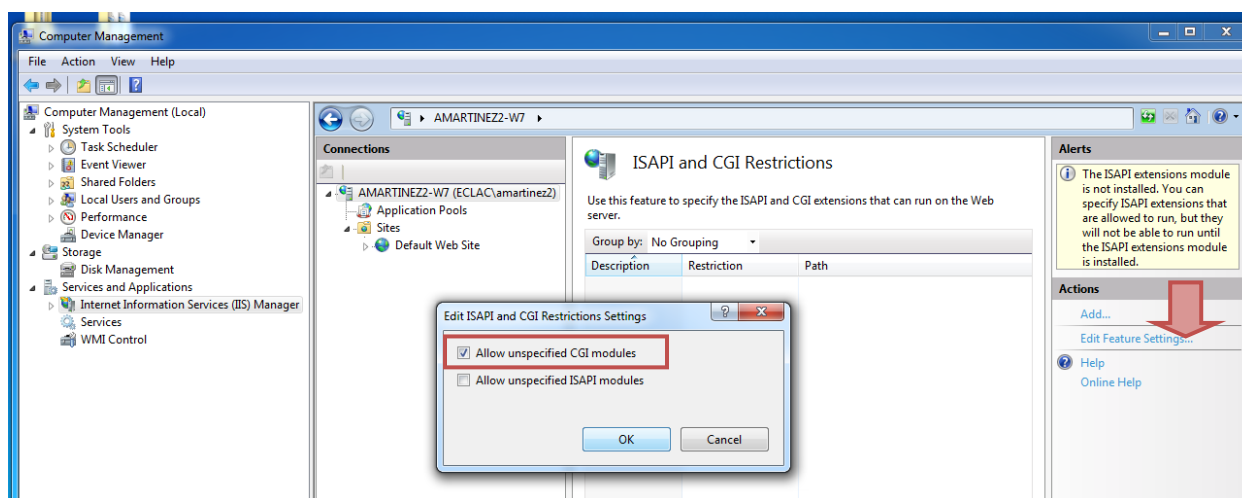 Computer Management
File Action View Help
Computer Management (Local)
System Tools
Task Scheduler
Event Viewer
Shared Folders
Local Users and Groups
Performance
Device Manager
Storage
Disk Management
Services and Applications
Internet Information Services (IIS) Manager
Services
WMI Control
AMARTINEZ2-W7
Connections
AMARTINEZ2-W7 (ECLAC\amartinez2)
Application Pools
Sites
Default Web Site
ISAPI and CGI Restrictions
Use this feature to specify the ISAPI and CGI extensions that can run on the Web
server.
Group by: No Grouping
Description Restriction Path
Edit ISAPI and CGI Restrictions Settings
Allow unspecified CGI modules
Allow unspecified ISAPI modules
OK Cancel
Alerts
The ISAPI extensions module
is not installed. You can
specify ISAPI extensions that
are allowed to run, but they
will not be able to run until
the ISAPI extensions module
is installed.
Actions
Add...
Edit Feature Settings...
Help
Online Help